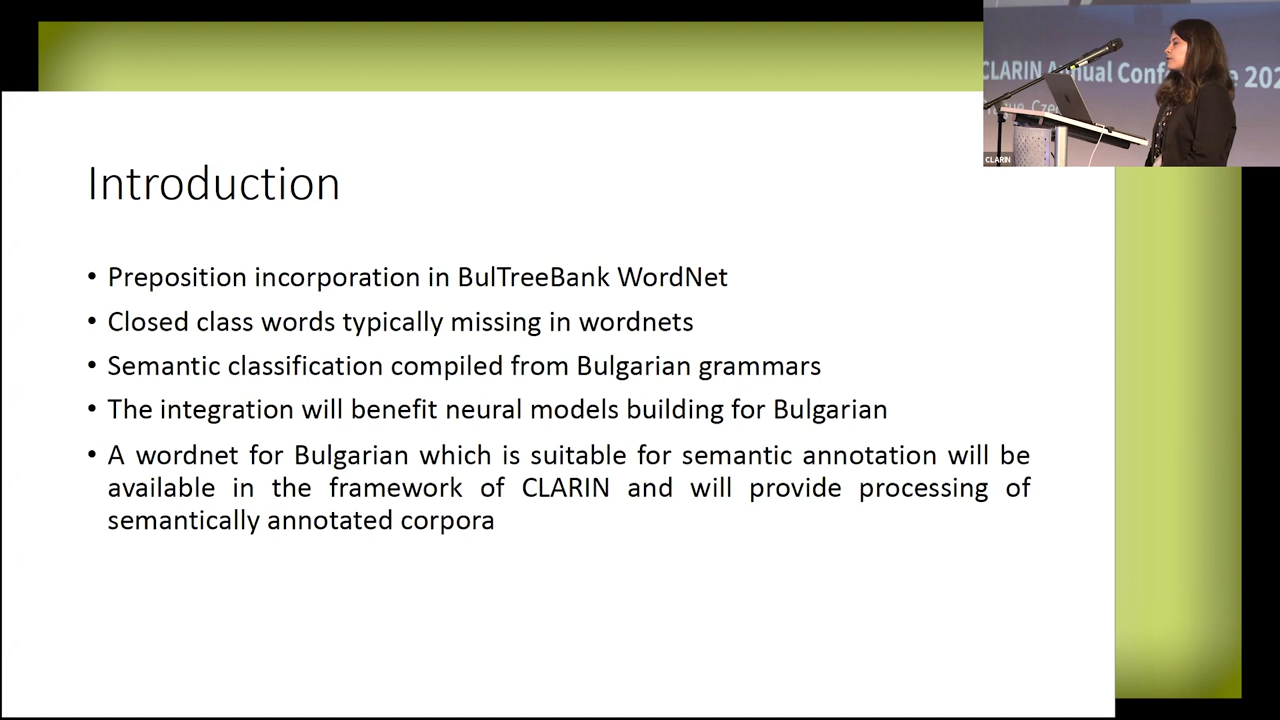 Introduction
• Preposition incorporation in BulTreeBank WordNet
• Closed class words typically missing in wordnets
• Semantic classification compiled from Bulgarian grammars
• The integration will benefit neural models building for Bulgarian
• A wordnet for Bulgarian which is suitable for semantic annotation will be
available in the framework of CLARIN and will provide processing of
semantically annotated corpora
CLARIN Annual Conf
CLARIN